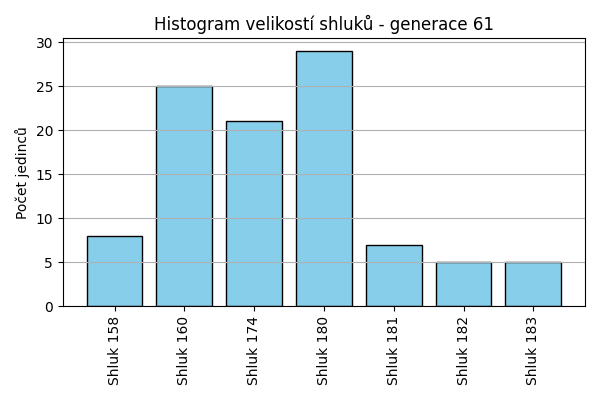 Histogram velikostí shluků - generace 61
Počet jedinců
30
25
20
15
10
5
0
Shluk 158
Shluk 160
Shluk 174
Shluk 180
Shluk 181
Shluk 182
Shluk 183